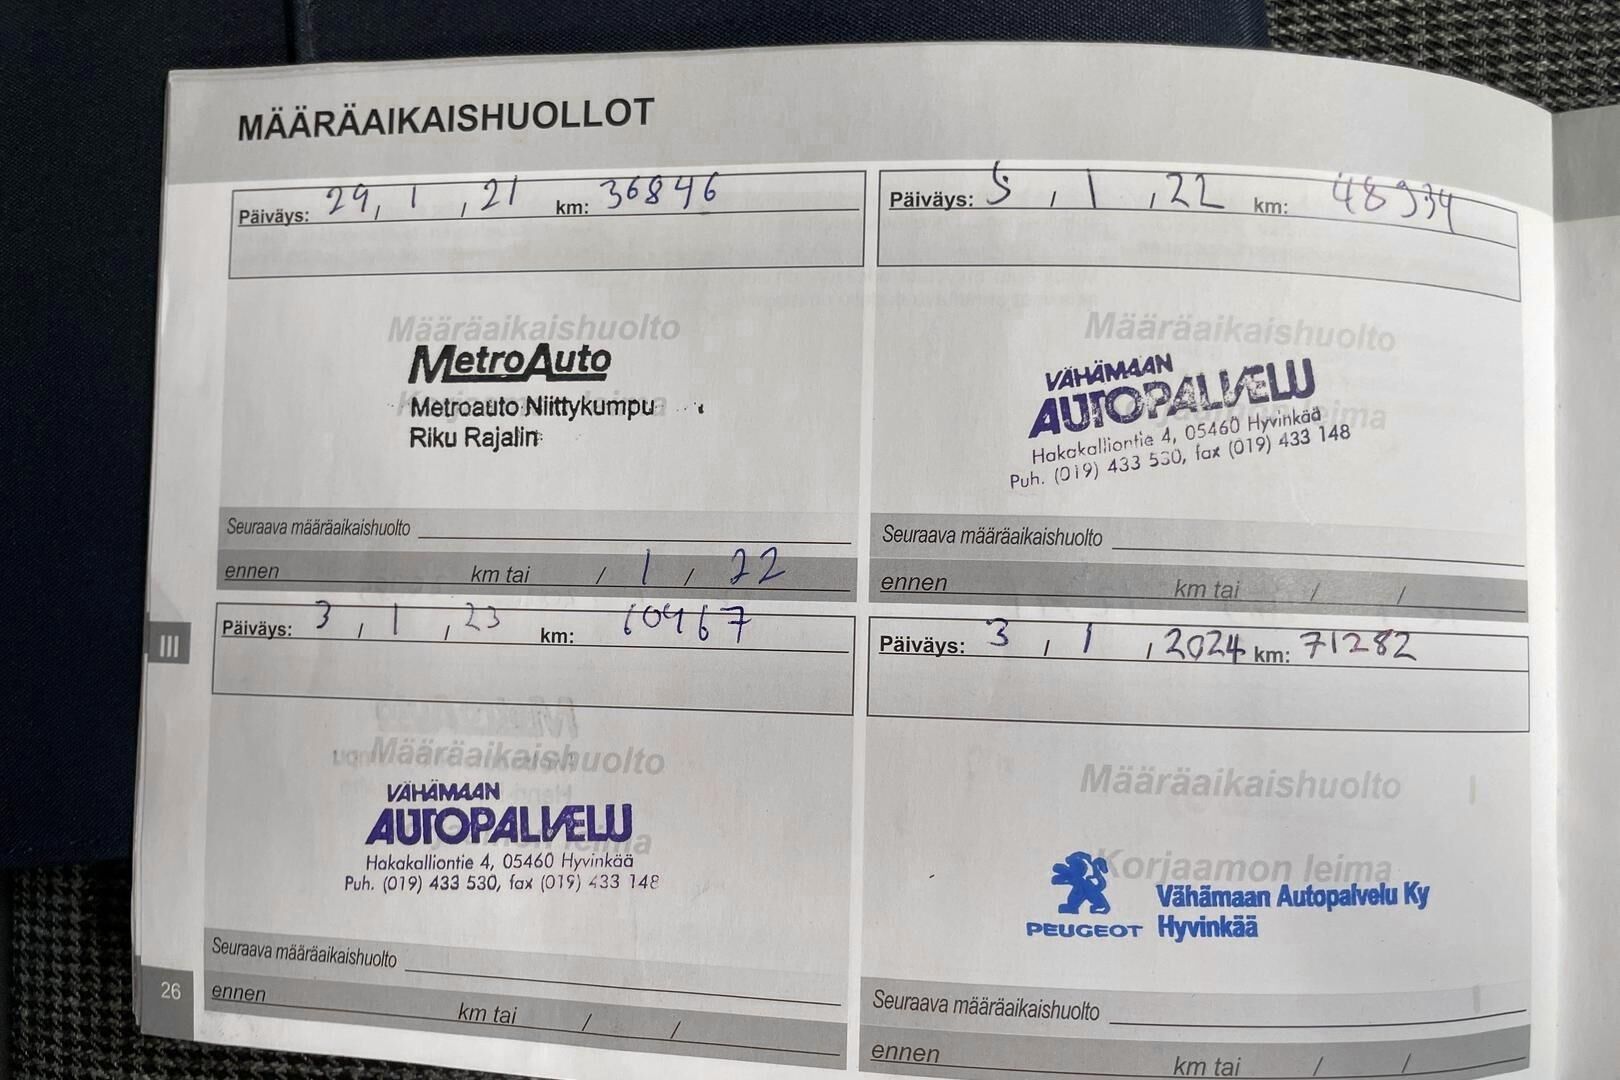 MÄÄRÄAIKAISHUOLLOT
Päiväys: 29, 1, 21 km: 36846
Määräaikaishuolto
MetroAuto
Metroauto Niittykumpu
Riku Rajalin
Seuraava määräaikaishuolto
ennen km tai / 1 / 22
Päiväys: 5, 1, 22 km: 48934
Määräaikaishuolto
VÄHÄMAAN
AUTOPALVELU
Hakakalliontie 4, 05460 Hyvinkää
Puh. (019) 433 530, fax (019) 433 148
Seuraava määräaikaishuolto
ennen km tai / /
Päiväys: 3, 1, 23 km: 60467
Määräaikaishuolto
VÄHÄMAAN
AUTOPALVELU
Hakakalliontie 4, 05460 Hyvinkää
Puh. (019) 433 530, fax (019) 433 148
Seuraava määräaikaishuolto
ennen km tai / /
Päiväys: 3, 1, 2024 km: 71282
Määräaikaishuolto
Korjaamon leima
PEUGEOT Vähämaan Autopalvelu Ky
Hyvinkää
Seuraava määräaikaishuolto
ennen km tai / /
III
26